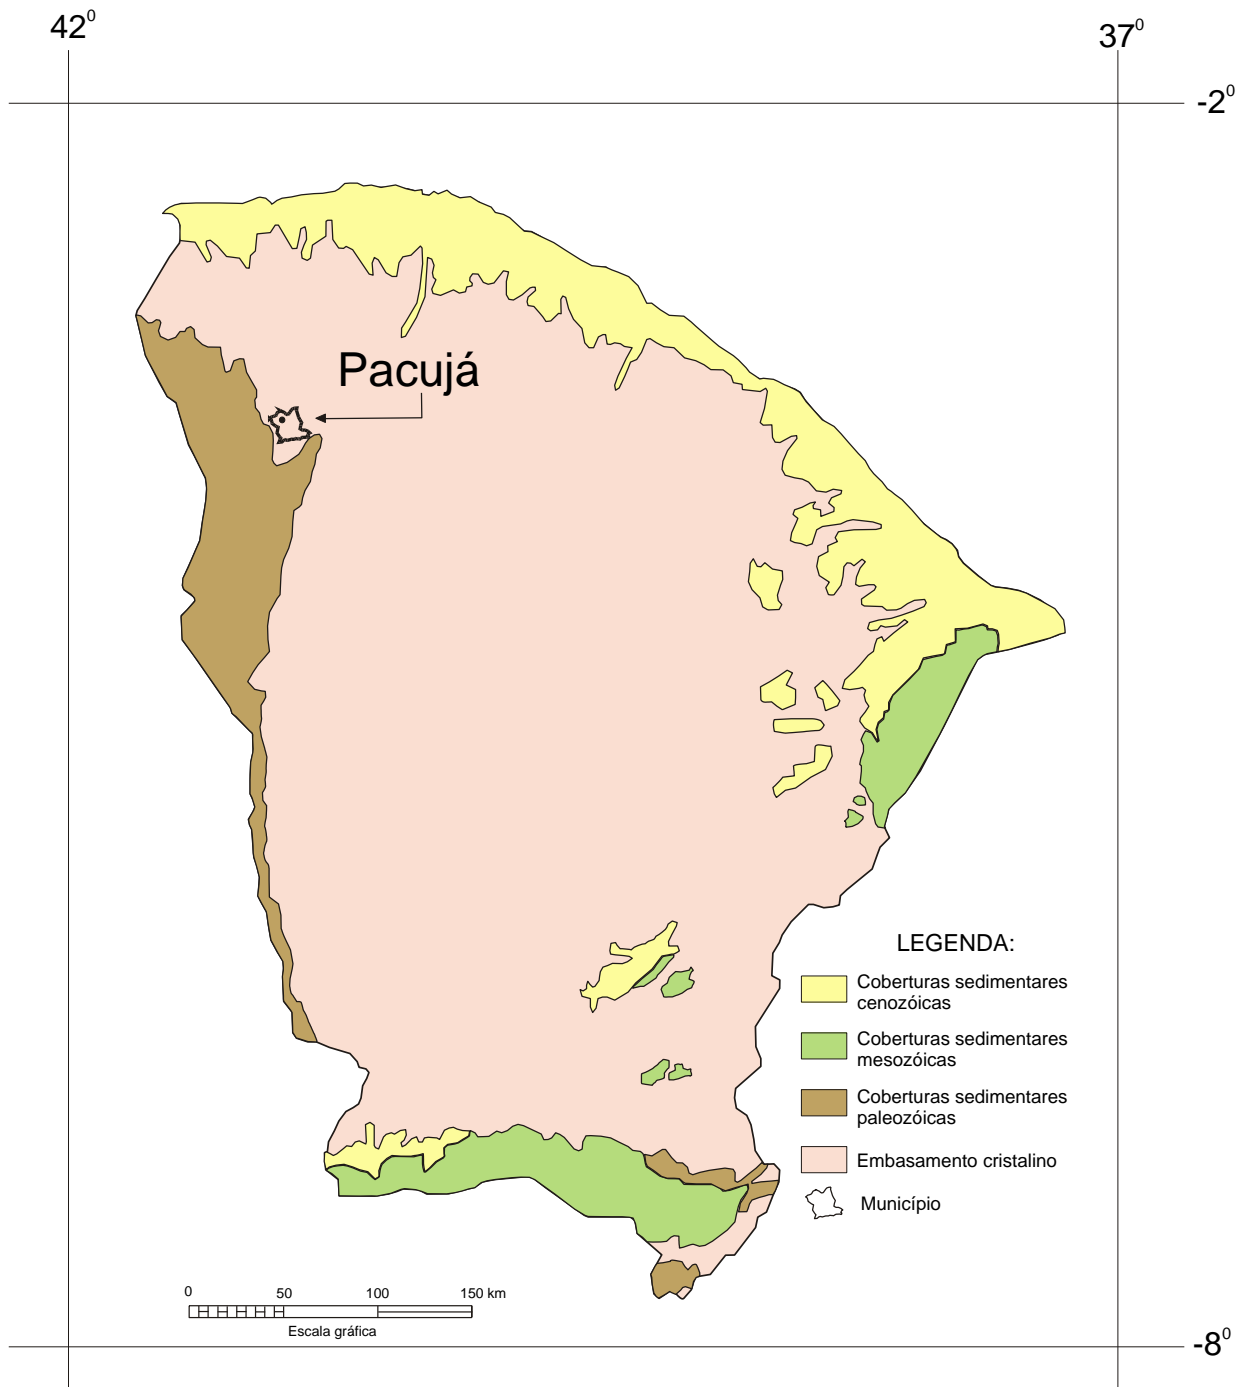 42⁰
37⁰
-2⁰
Pacujá
LEGENDA:
Coberturas sedimentares
cenozóicas
Coberturas sedimentares
mesozóicas
Coberturas sedimentares
paleozóicas
Embasamento cristalino
Município
0 50 100 150 km
Escala gráfica
-8⁰